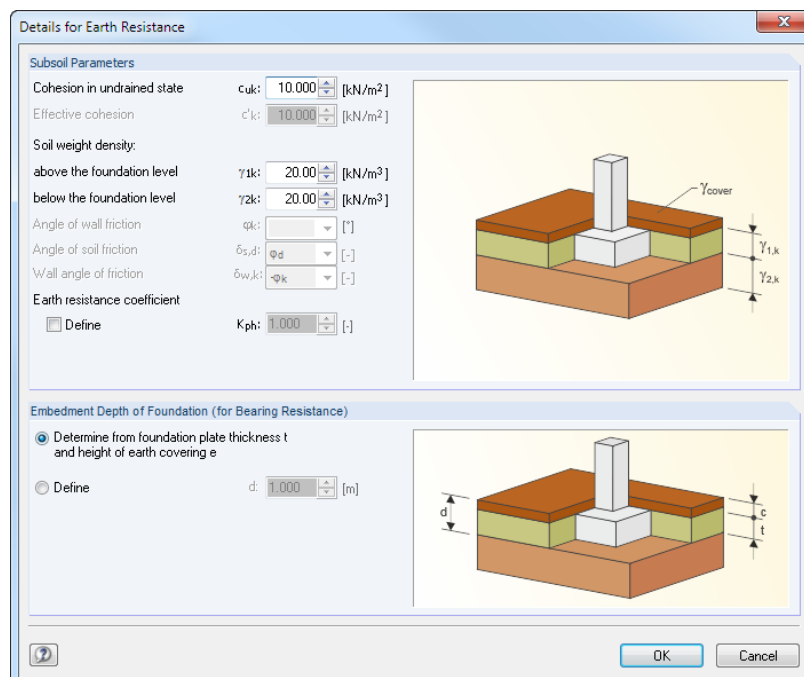 Details for Earth Resistance
Subsoil Parameters
Cohesion in undrained state cuk: 10.000 [kN/m²]
Effective cohesion c'k: 10.000 [kN/m²]
Soil weight density:
above the foundation level γ1k: 20.00 [kN/m³]
below the foundation level γ2k: 20.00 [kN/m³]
Angle of wall friction φk: [°]
Angle of soil friction δs,d: φd [-]
Wall angle of friction δw,k: -φk [-]
Earth resistance coefficient
Define Kph: 1.000 [-]
γcover
γ1,k
γ2,k
Embedment Depth of Foundation (for Bearing Resistance)
Determine from foundation plate thickness t
and height of earth covering e
Define d: 1.000 [m]
d
c
t
OK Cancel